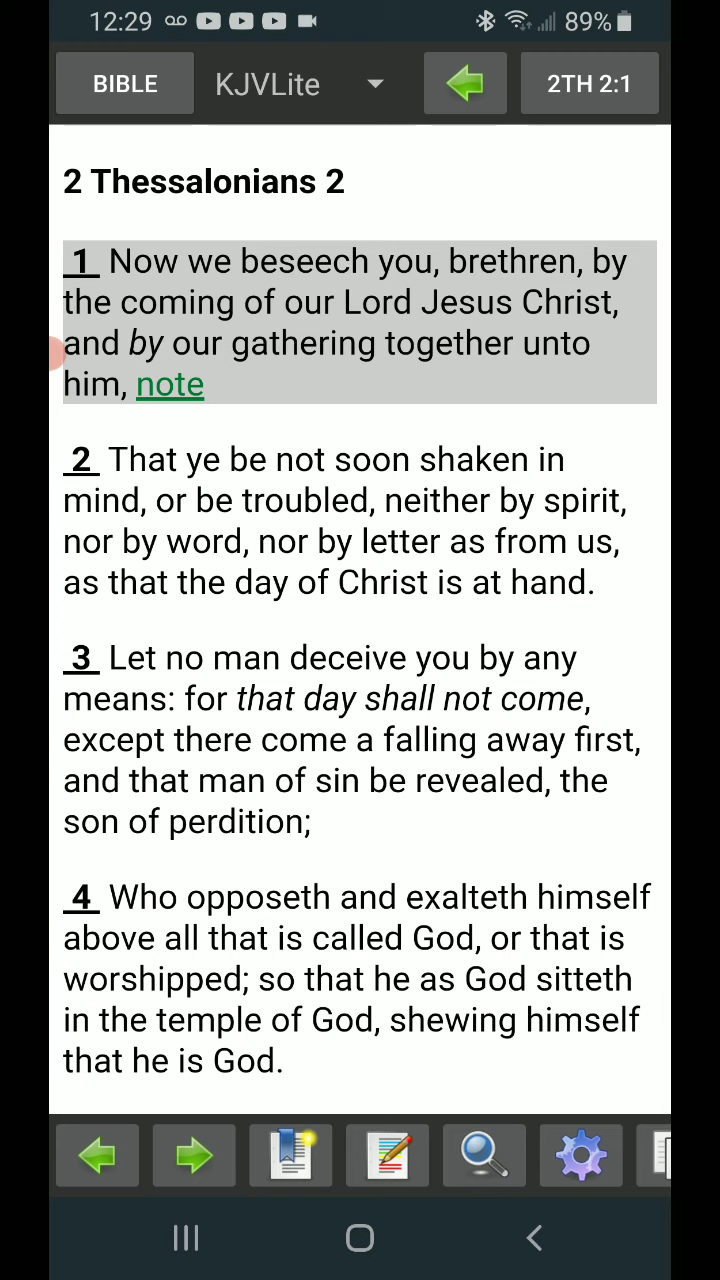 12:29 89%
BIBLE KJVLite 2TH 2:1
2 Thessalonians 2
1 Now we beseech you, brethren, by
the coming of our Lord Jesus Christ,
and by our gathering together unto
him, note
2 That ye be not soon shaken in
mind, or be troubled, neither by spirit,
nor by word, nor by letter as from us,
as that the day of Christ is at hand.
3 Let no man deceive you by any
means: for that day shall not come,
except there come a falling away first,
and that man of sin be revealed, the
son of perdition;
4 Who opposeth and exalteth himself
above all that is called God, or that is
worshipped; so that he as God sitteth
in the temple of God, shewing himself
that he is God.